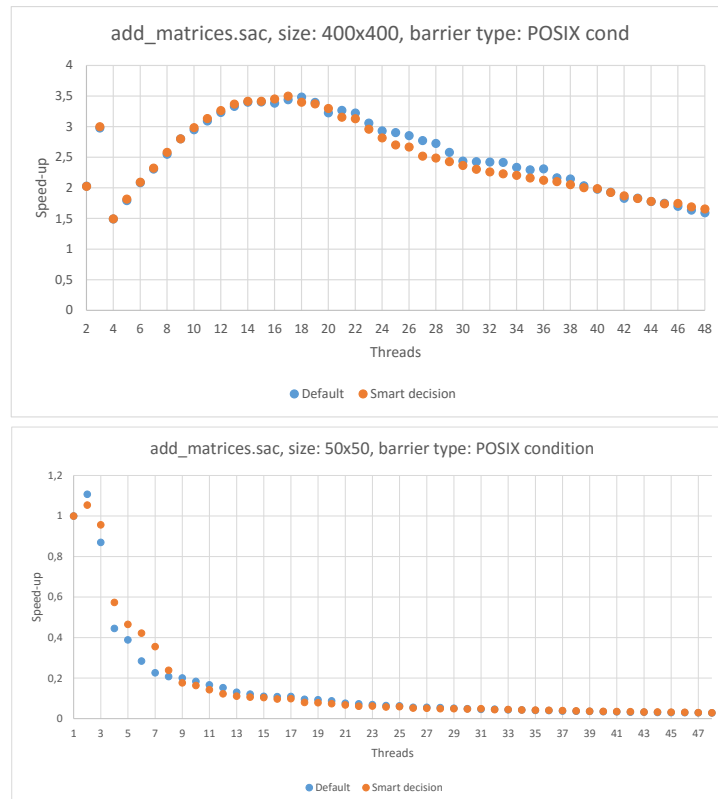 add_matrices.sac, size: 400x400, barrier type: POSIX cond
4
3,5
3
2,5
2
1,5
1
0,5
0
Speed-up
2 4 6 8 10 12 14 16 18 20 22 24 26 28 30 32 34 36 38 40 42 44 46 48
Threads
Default Smart decision
add_matrices.sac, size: 50x50, barrier type: POSIX condition
1,2
1
0,8
0,6
0,4
0,2
0
Speed-up
1 3 5 7 9 11 13 15 17 19 21 23 25 27 29 31 33 35 37 39 41 43 45 47
Threads
Default Smart decision